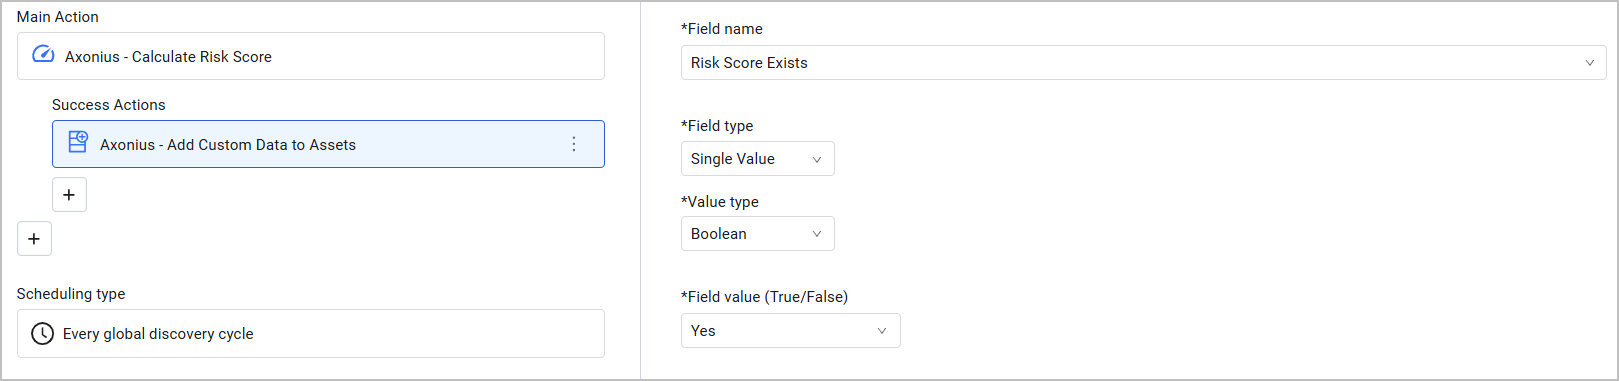 Main Action
Axonius - Calculate Risk Score
Success Actions
Axonius - Add Custom Data to Assets
Scheduling type
Every global discovery cycle
*Field name
Risk Score Exists
*Field type
Single Value
*Value type
Boolean
*Field value (True/False)
Yes